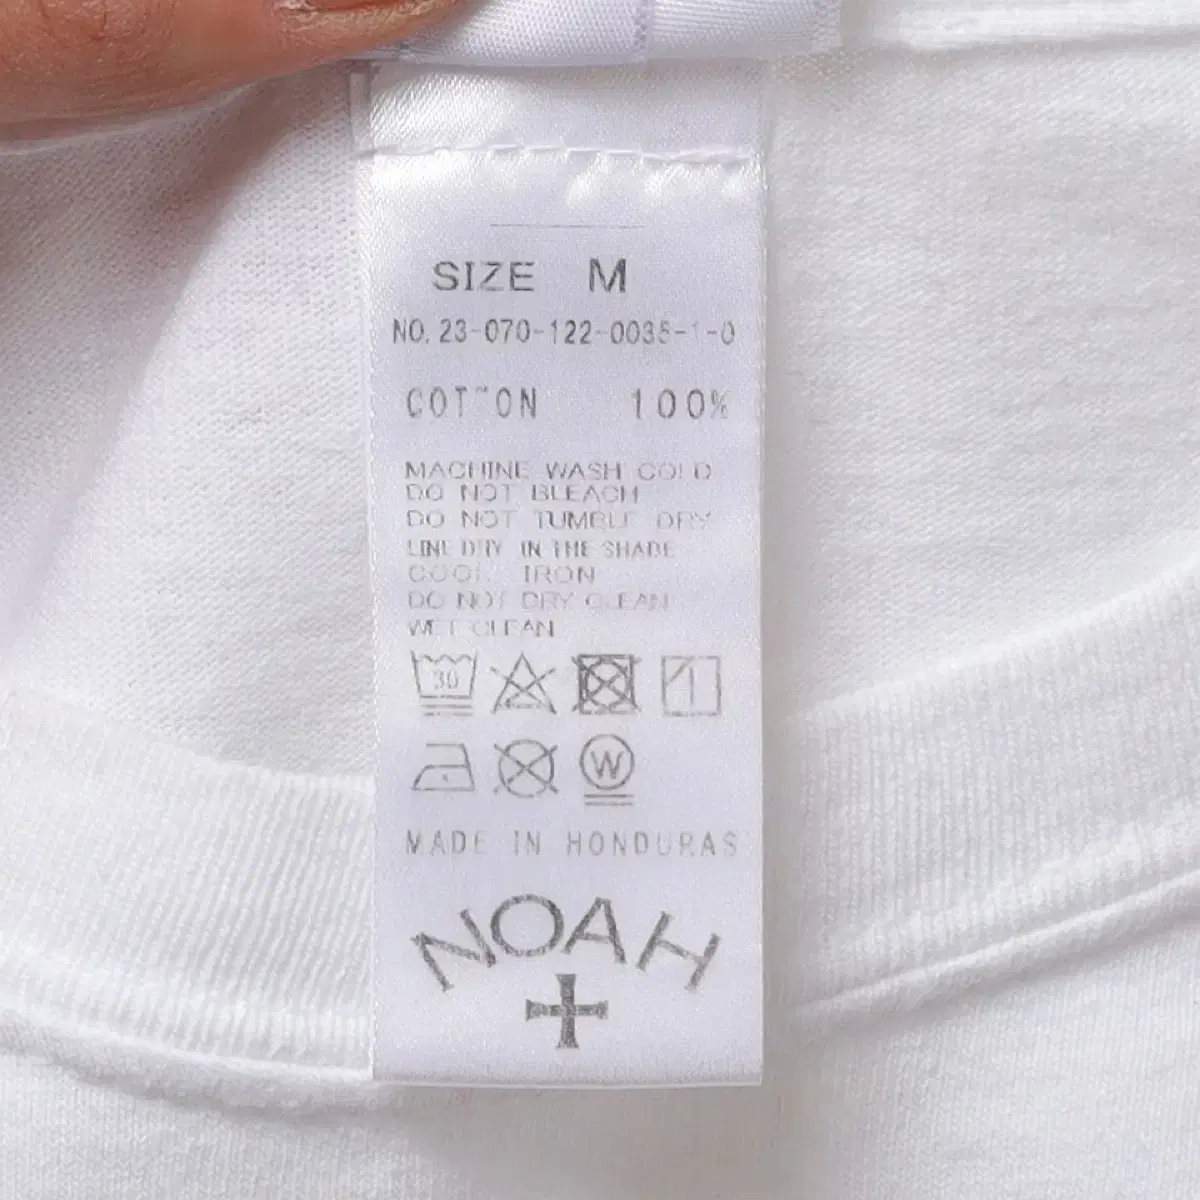 SIZE M
NO. 23-070-122-0035-1-0
COTTON 100%
MACHINE WASH COLD
DO NOT BLEACH
DO NOT TUMBLE DRY
LINE DRY IN THE SHADE
COOL IRON
DO NOT DRY CLEAN
WET CLEAN
30
W
MADE IN HONDURAS
NOAH